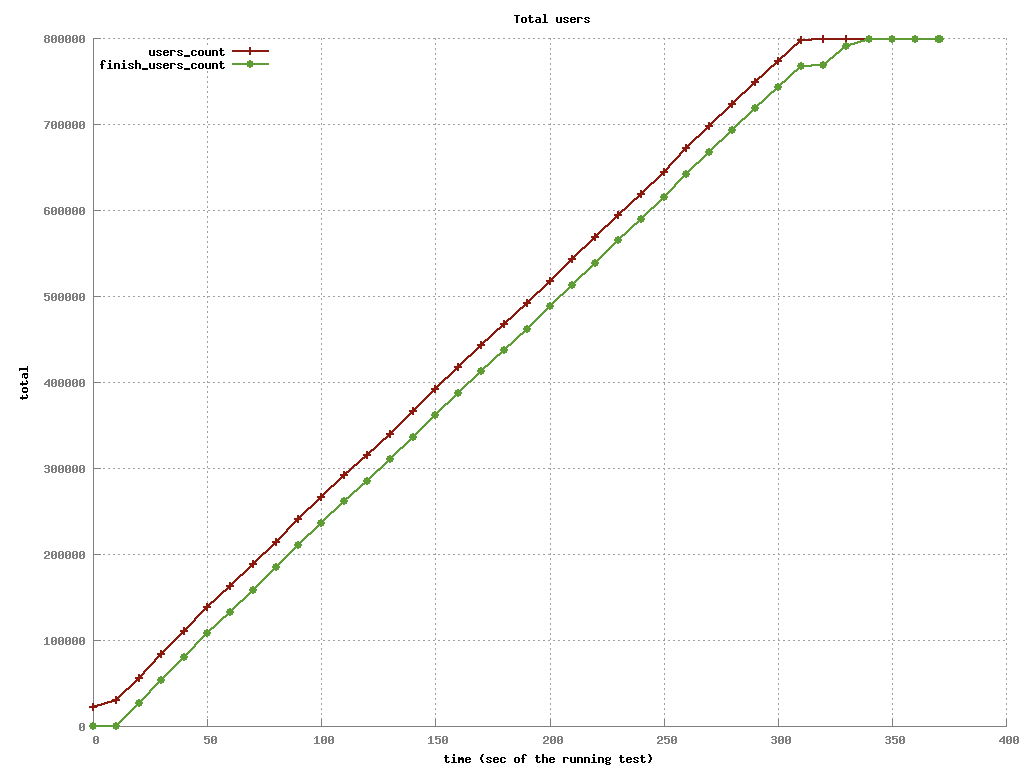 Total users
users_count
finish_users_count
800000
700000
600000
500000
400000
300000
200000
100000
0
total
0 50 100 150 200 250 300 350 400
time (sec of the running test)